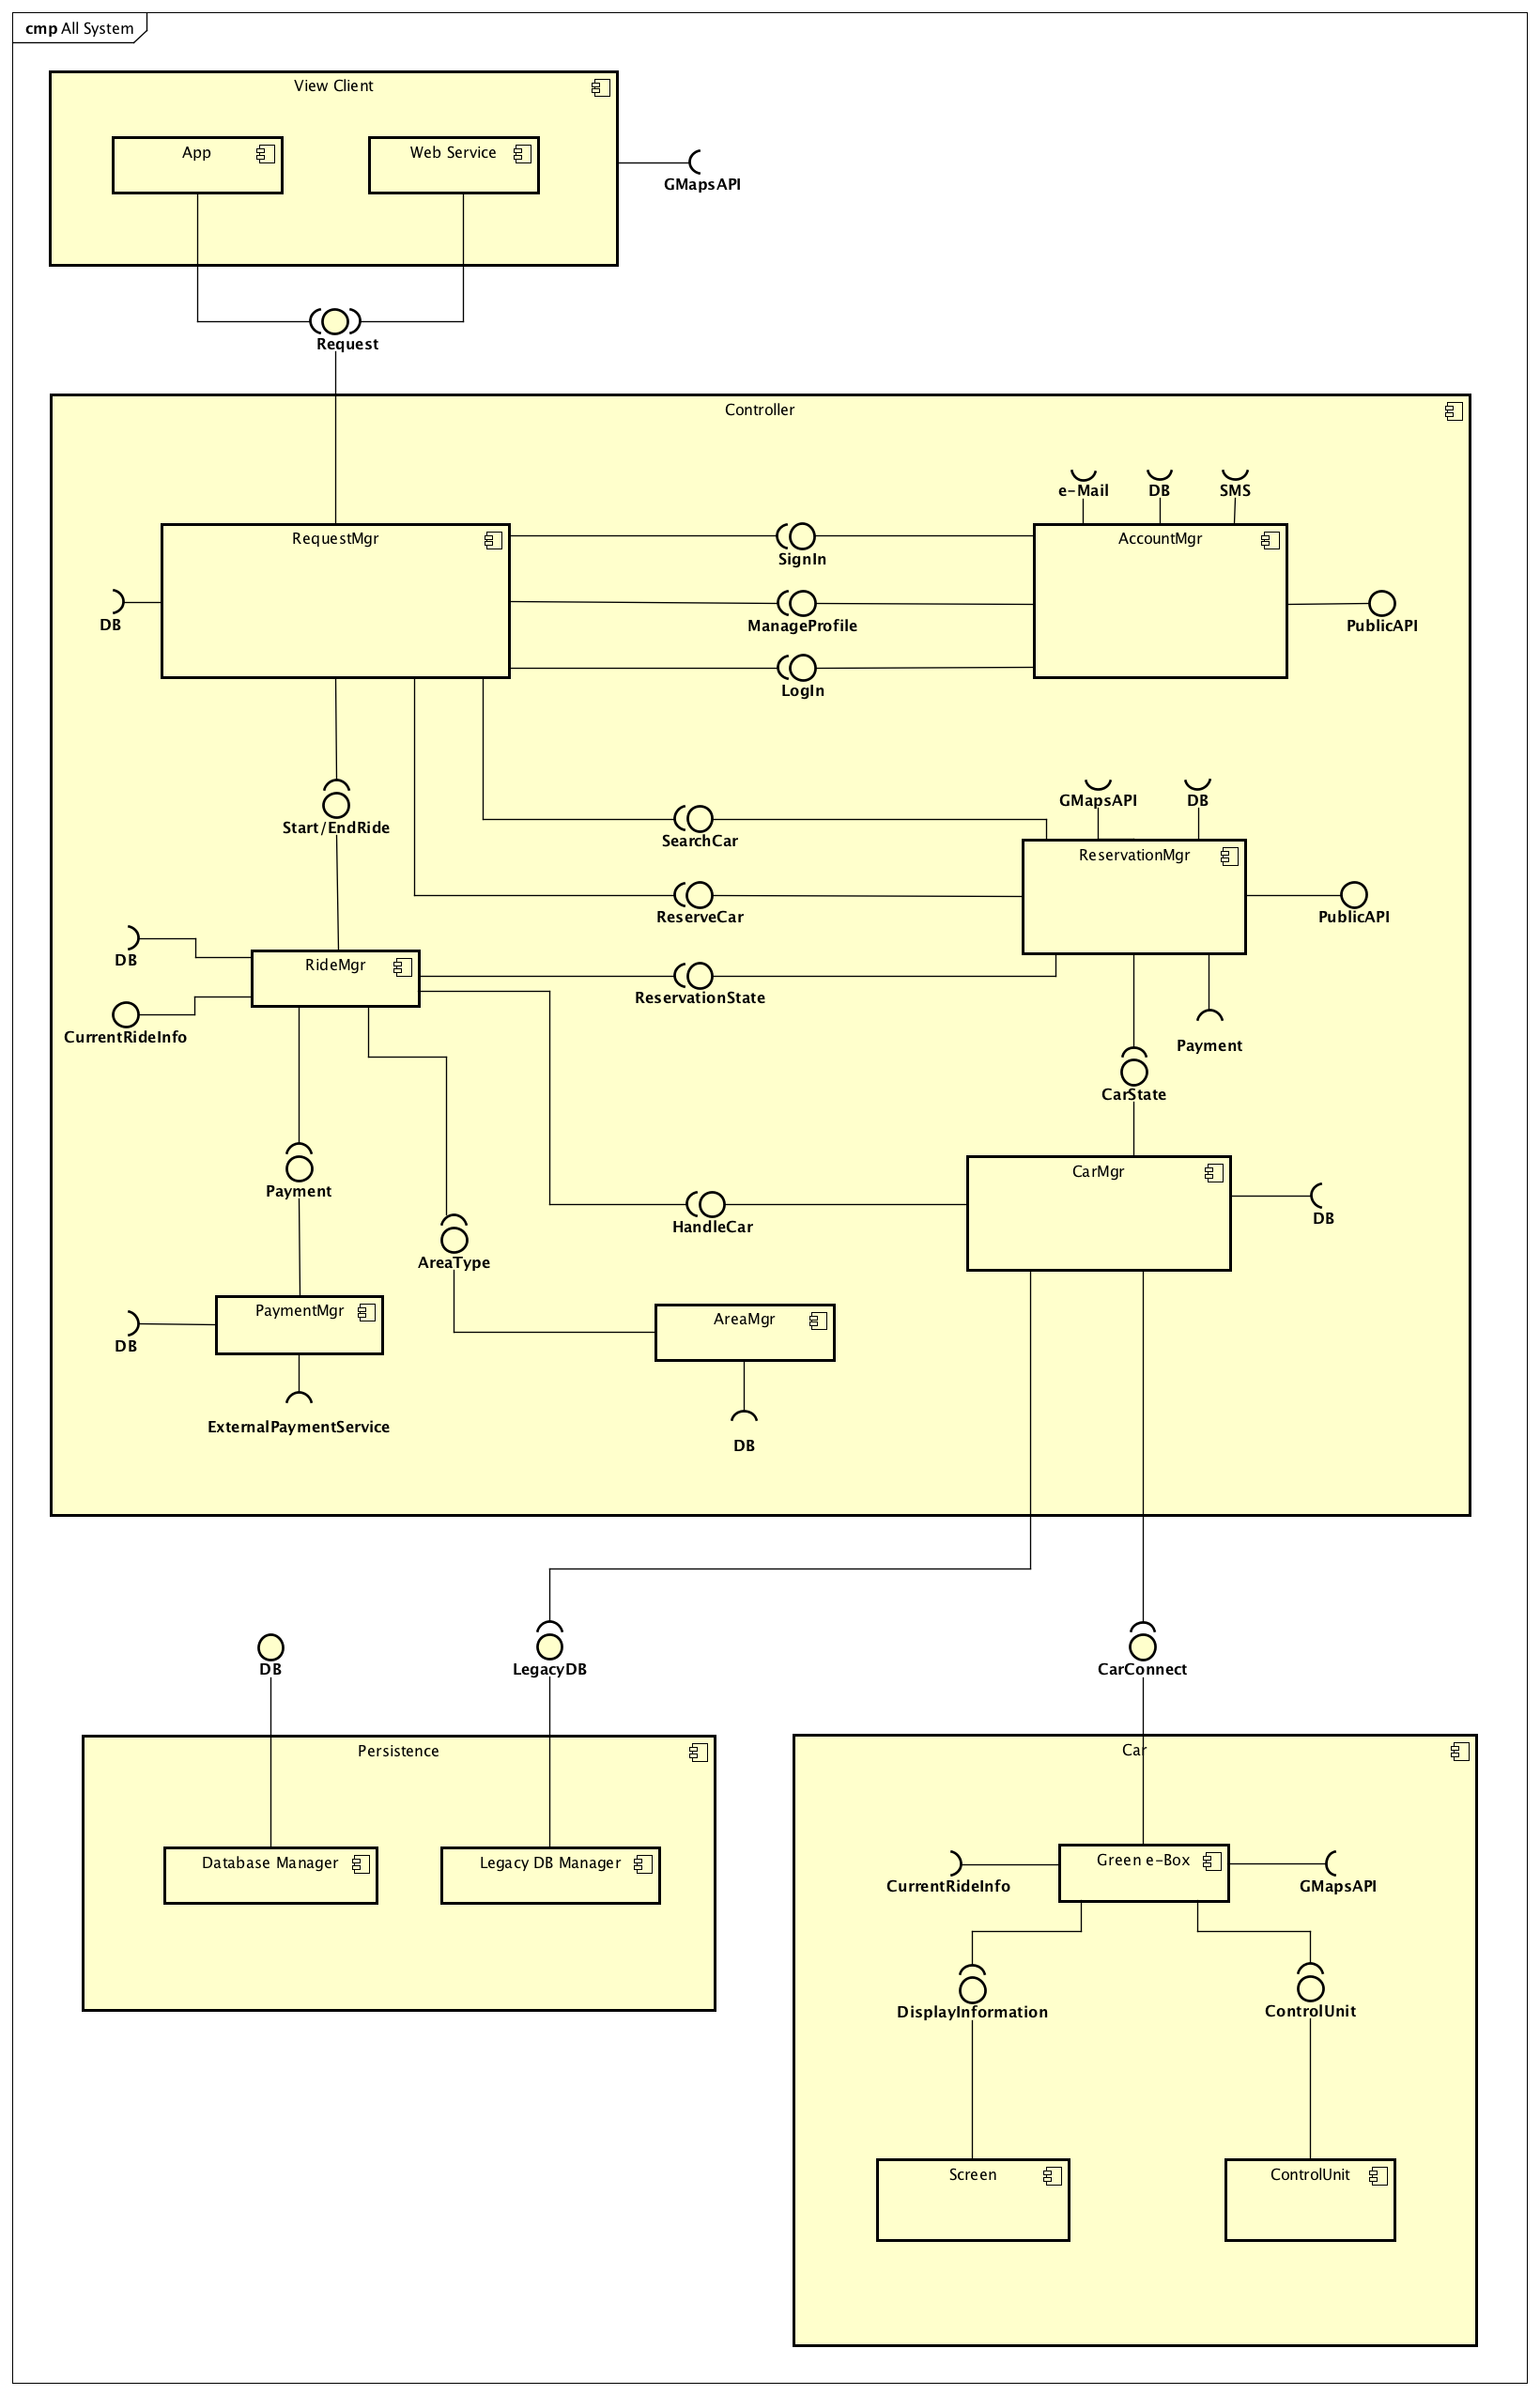 cmp All System
View Client
App
Web Service
GMapsAPI
Request
Controller
e-Mail
DB
SMS
RequestMgr
AccountMgr
SignIn
DB
ManageProfile
PublicAPI
LogIn
GMapsAPI
DB
Start/EndRide
SearchCar
ReservationMgr
ReserveCar
PublicAPI
DB
RideMgr
ReservationState
CurrentRideInfo
Payment
CarState
CarMgr
Payment
HandleCar
DB
AreaType
PaymentMgr
AreaMgr
DB
ExternalPaymentService
DB
DB
LegacyDB
CarConnect
Persistence
Car
Database Manager
Legacy DB Manager
Green e-Box
CurrentRideInfo
GMapsAPI
DisplayInformation
ControlUnit
Screen
ControlUnit